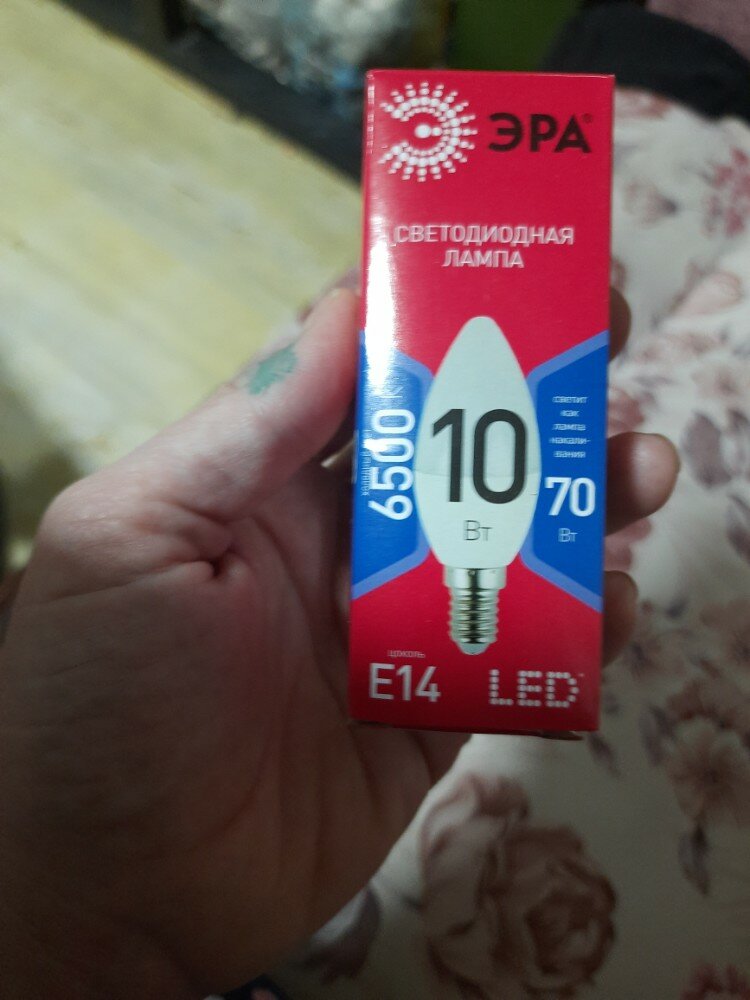 ЭРА
СВЕТОДИОДНАЯ
ЛАМПА
6500 К
10
Вт
светит
как
лампа
накали-
вания
70
Вт
цоколь
E14
LED